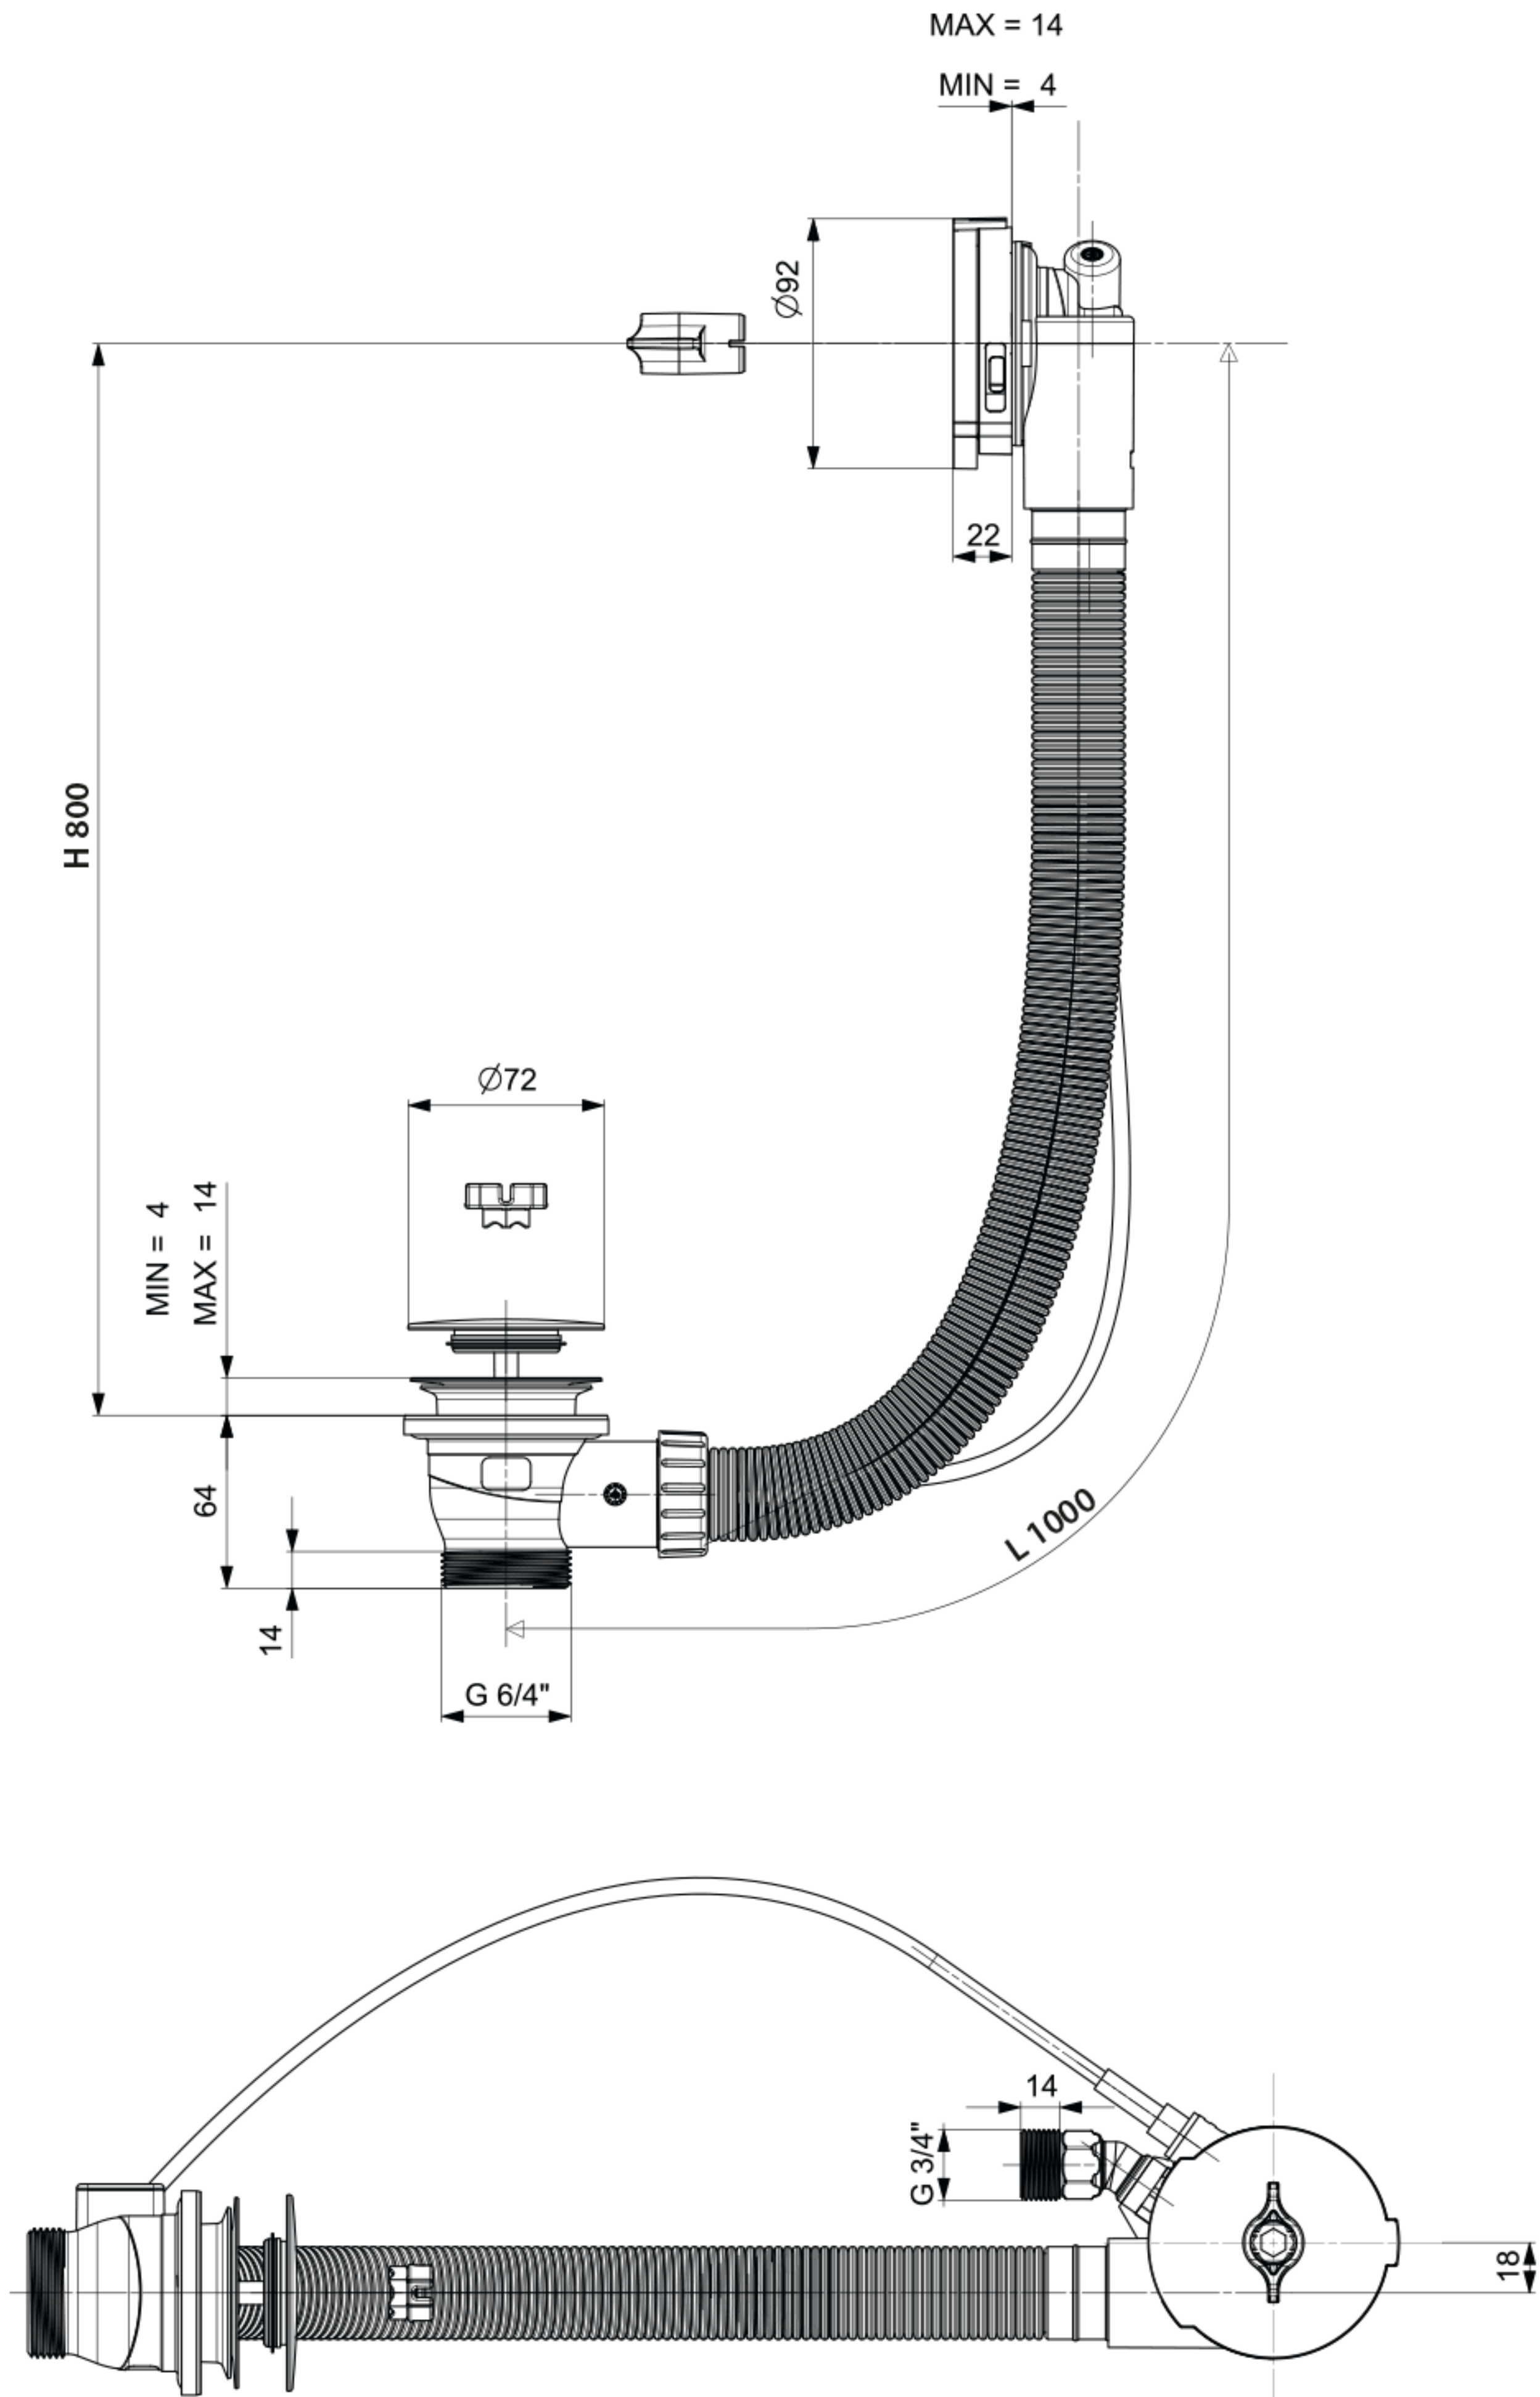 MAX = 14
MIN = 4
Ø92
22
H 800
Ø72
MIN = 4
MAX = 14
64
14
L 1000
G 6/4"
14
G 3/4"
18